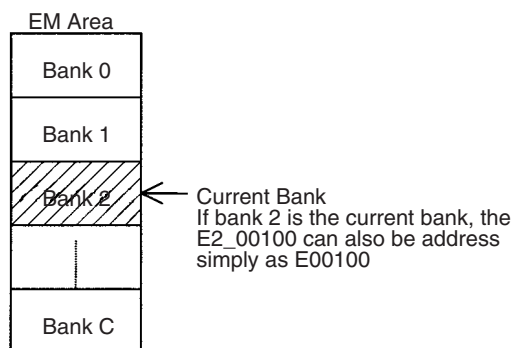 EM Area
Bank 0
Bank 1
Bank 2
Current Bank
If bank 2 is the current bank, the
E2_00100 can also be address
simply as E00100
Bank C